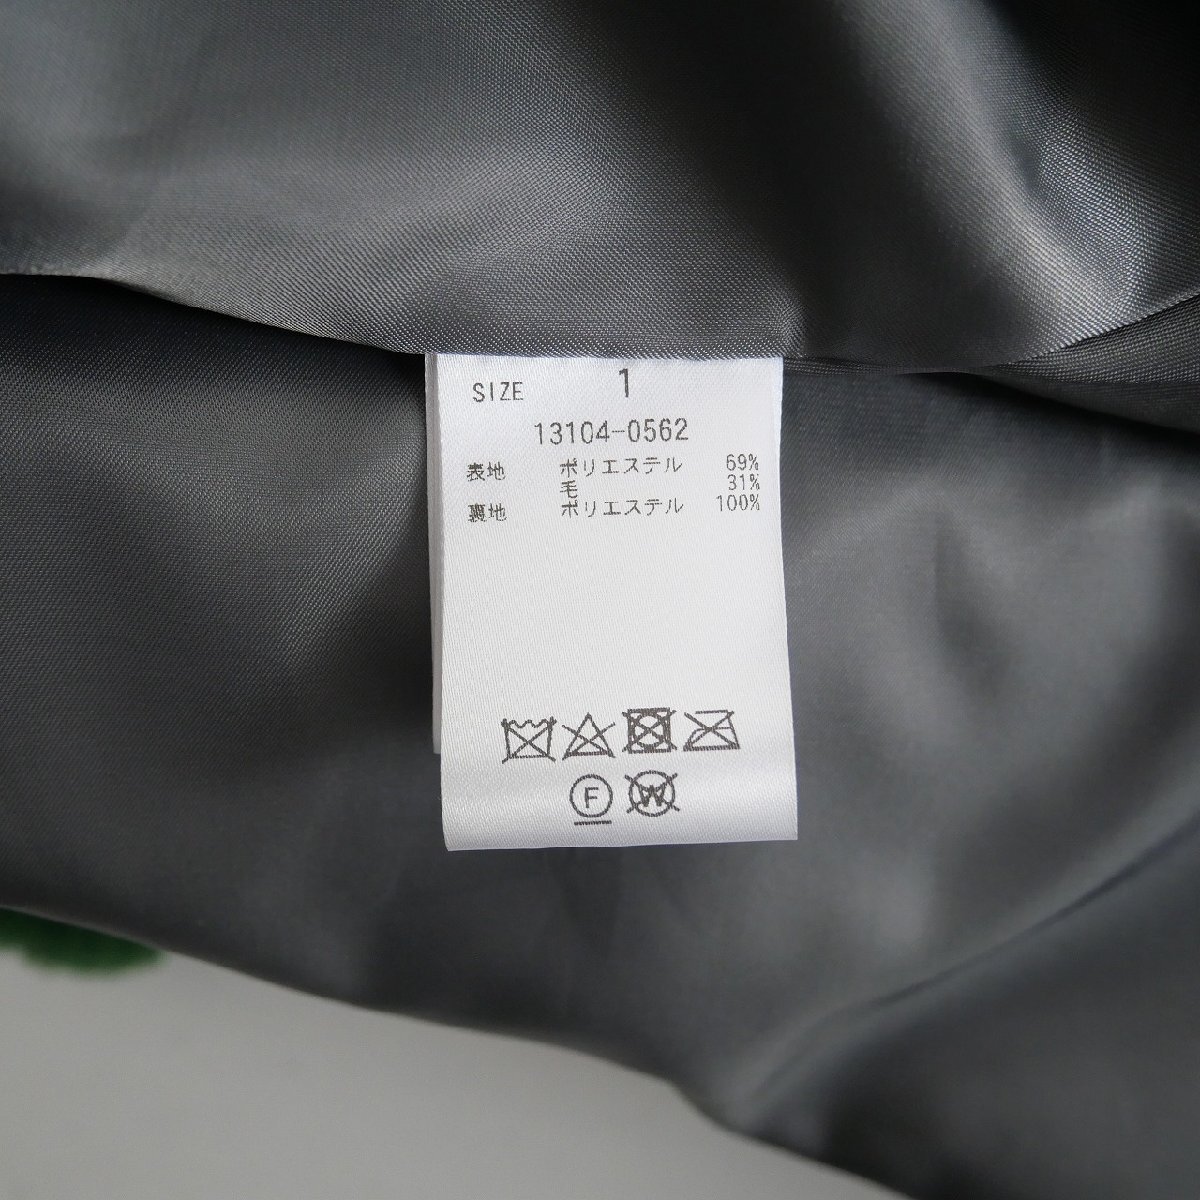 SIZE 1
13104-0562
表地 ポリエステル 69%
毛 31%
裏地 ポリエステル 100%
F W